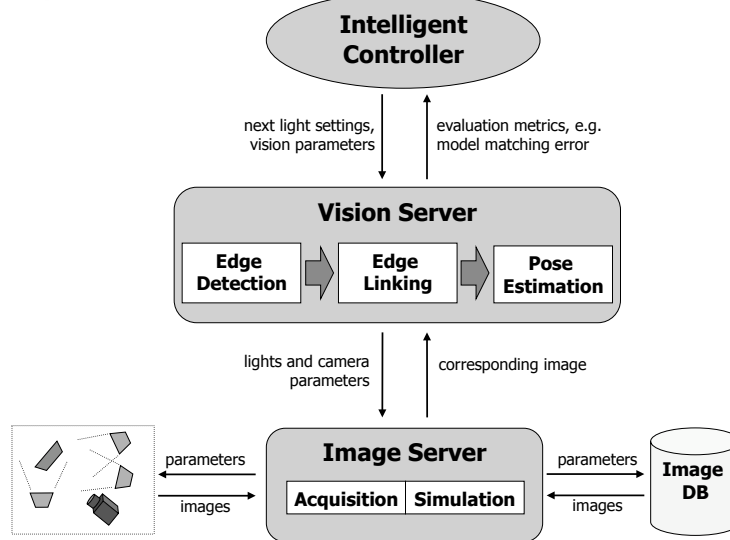 Intelligent
Controller
next light settings,
vision parameters
evaluation metrics, e.g.
model matching error
Vision Server
Edge
Detection
Edge
Linking
Pose
Estimation
lights and camera
parameters
corresponding image
Image Server
Acquisition
Simulation
parameters
images
parameters
images
Image
DB